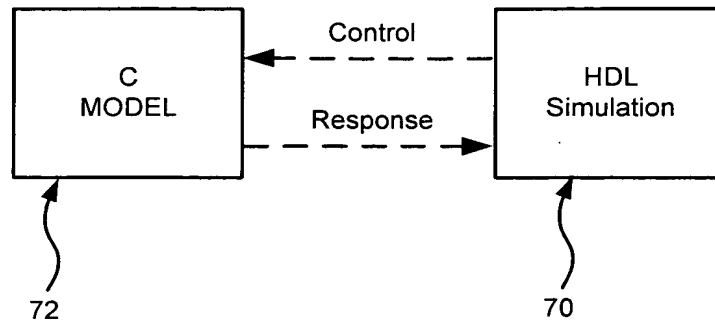 C
MODEL
Control
Response
HDL
Simulation
72
70